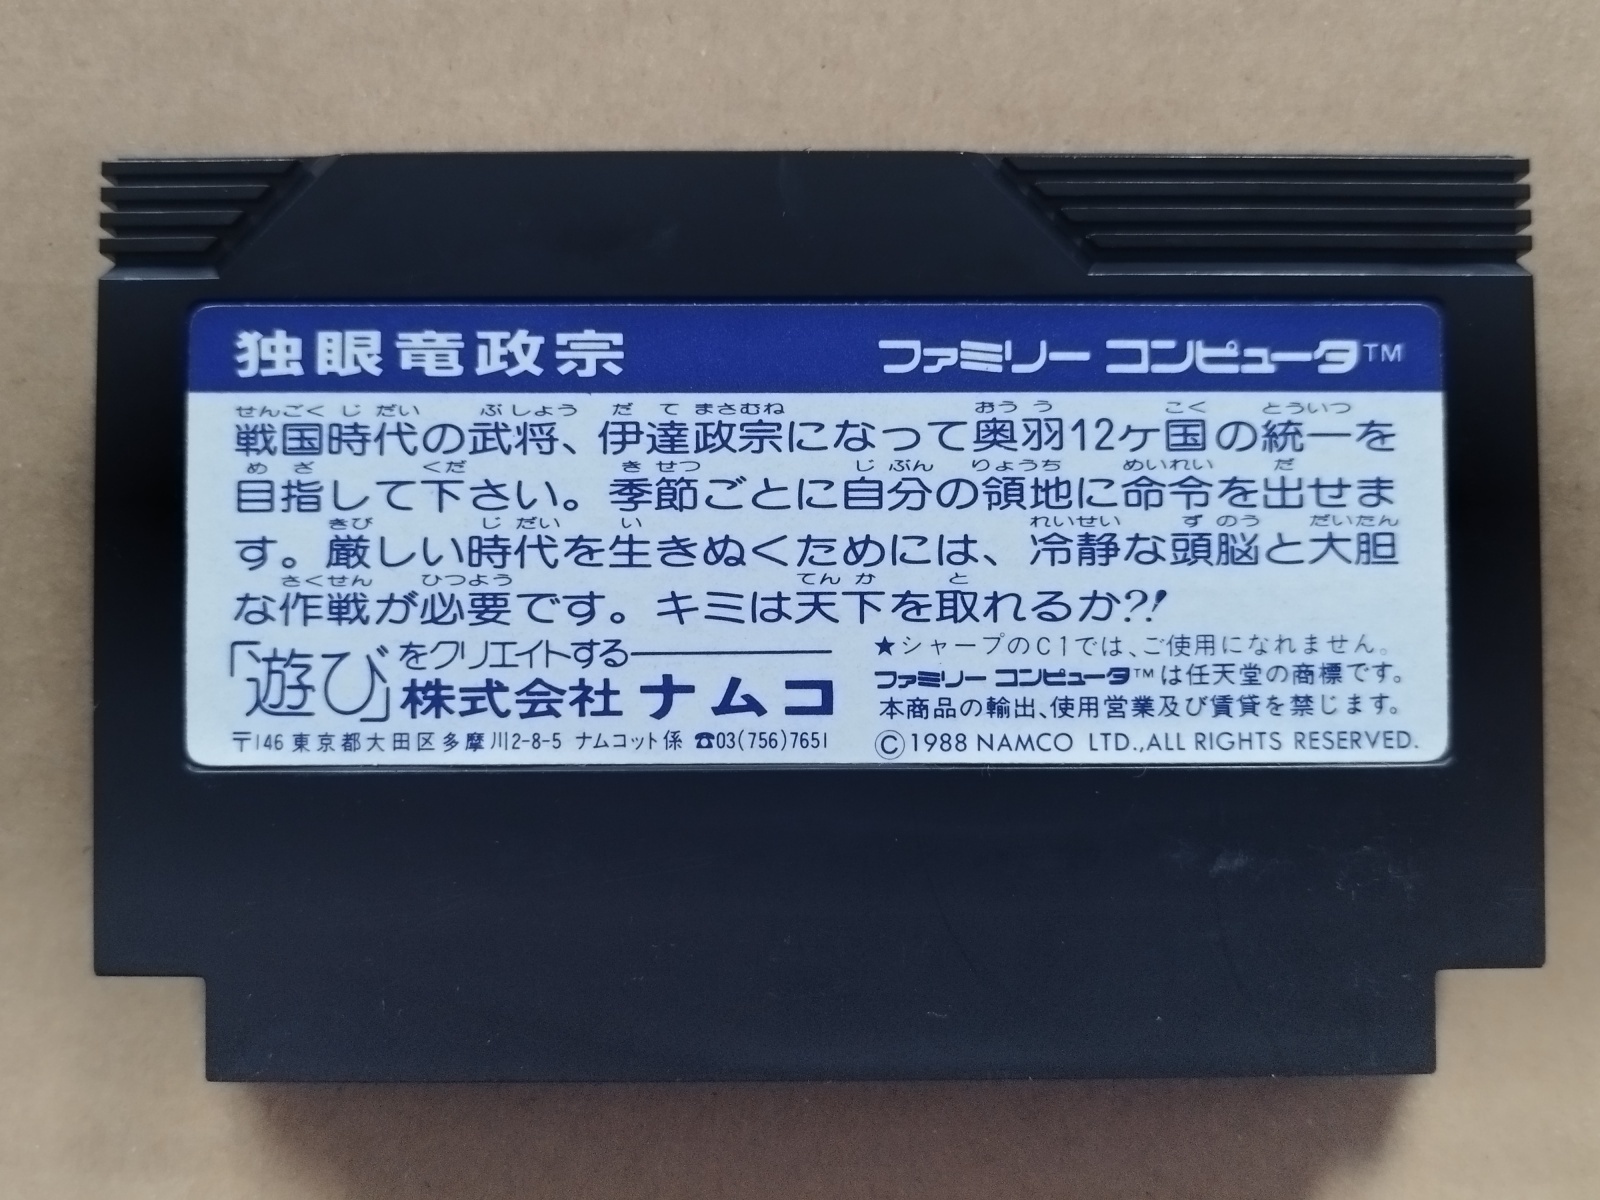 独眼竜政宗
ファミリー コンピュータ™
せんごく じ だい ぶ しょう だ て まさむね おう う こく とういつ
戦国時代の武将、伊達政宗になって奥羽12ヶ国の統一を
め ざ くだ き せつ じ ぶん りょうち めいれい だ
目指して下さい。季節ごとに自分の領地に命令を出せま
きび じ だい い れいせい ず のう だいたん
す。厳しい時代を生きぬくためには、冷静な頭脳と大胆
さくせん ひつよう てん か と
な作戦が必要です。キミは天下を取れるか?!
「遊び」をクリエイトする
株式会社 ナムコ
〒146 東京都大田区多摩川2-8-5 ナムコット係 ☎03(756)7651
★シャープのC1では、ご使用になれません。
ファミリー コンピュータ™は任天堂の商標です。
本商品の輸出、使用営業及び賃貸を禁じます。
©1988 NAMCO LTD.,ALL RIGHTS RESERVED.